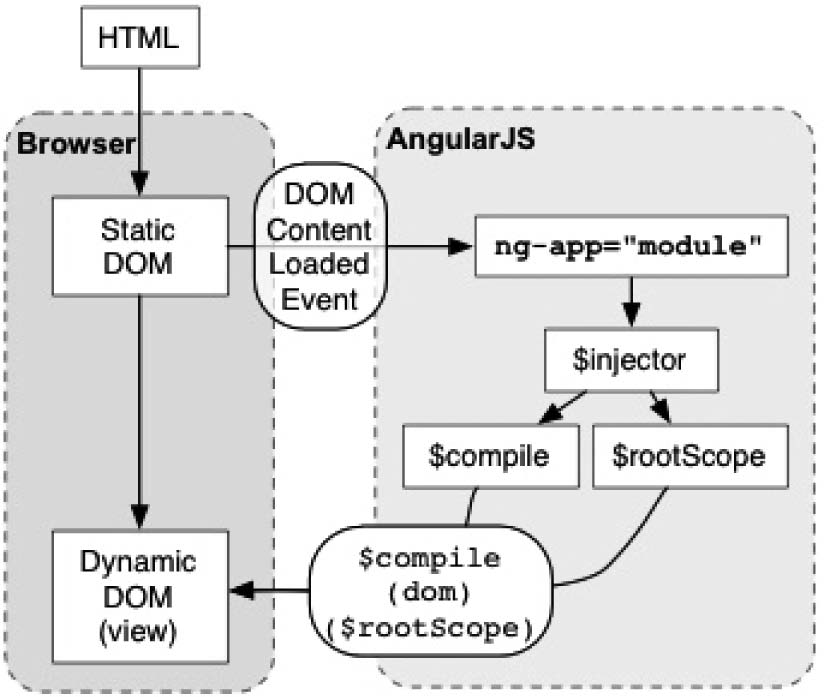 HTML
Browser
AngularJS
Static
DOM
DOM
Content
Loaded
Event
ng-app="module"
$injector
$compile
$rootScope
Dynamic
DOM
(view)
$compile
(dom)
($rootScope)